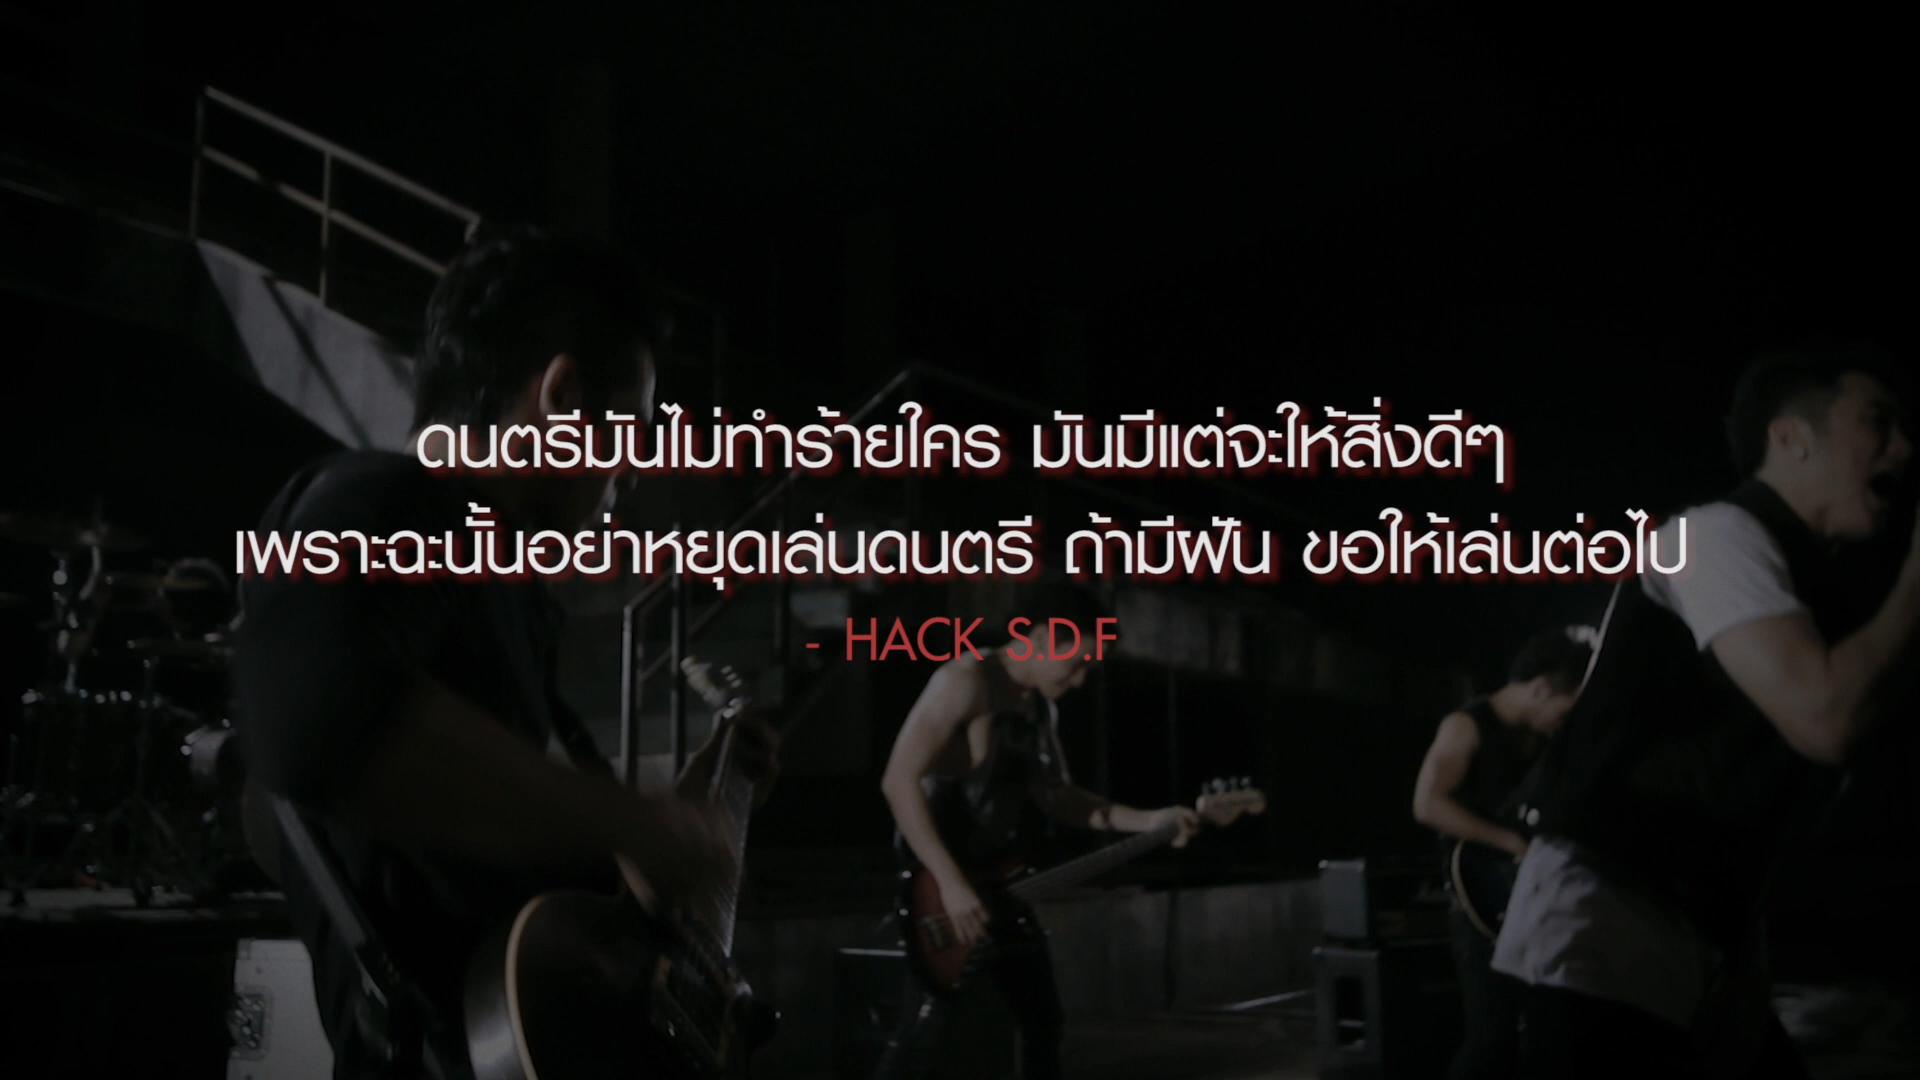 ดนตรีมันไม่ทำร้ายใคร มันมีแต่จะให้สิ่งดีๆ
เพราะฉะนั้นอย่าหยุดเล่นดนตรี ถ้ามีฝัน ขอให้เล่นต่อไป
- HACK S.D.F